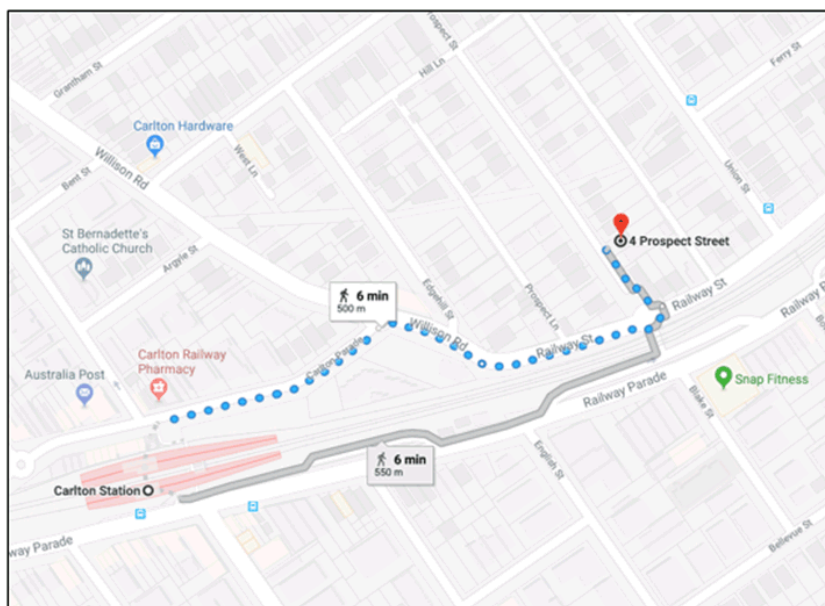 Prospect St
Ferry St
Grantham St
Hill Ln
Carlton Hardware
Willison Rd
West Ln
Union St
Bent St
St Bernadette's
Catholic Church
Argyle St
4 Prospect Street
Edgehill St
Prospect Ln
Railway St
6 min
500 m
Willison Rd
Railway St
Carlton Parade
Carlton Railway
Pharmacy
Australia Post
Railway Parade
Snap Fitness
Blake St
6 min
550 m
English St
Carlton Station
way Parade
Bellevue St